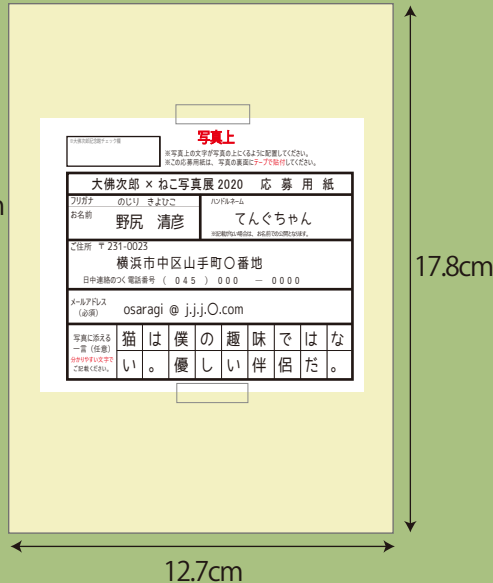 ※大佛次郎記念館チェック欄
写真上
※写真上の文字が写真の上にくるように配置してください。
※この応募用紙は、写真の裏面にテープで貼付してください。
大佛次郎 × ねこ写真展 2020 応 募 用 紙
フリガナ のじり きよひこ
お名前 野尻 清彦
ハンドルネーム
てんぐちゃん
※記載がない場合は、お名前での公開となります。
ご住所 〒231-0023
横浜市中区山手町〇番地
日中連絡のつく電話番号 ( 045 ) 000 － 0000
メールアドレス
(必須)
osaragi @ j.j.j.〇.com
写真に添える
一言（任意）
分かりやすい文字で
ご記載ください。
猫 は 僕 の 趣 味 で は な
い 。 優 し い 伴 侶 だ 。
17.8cm
12.7cm